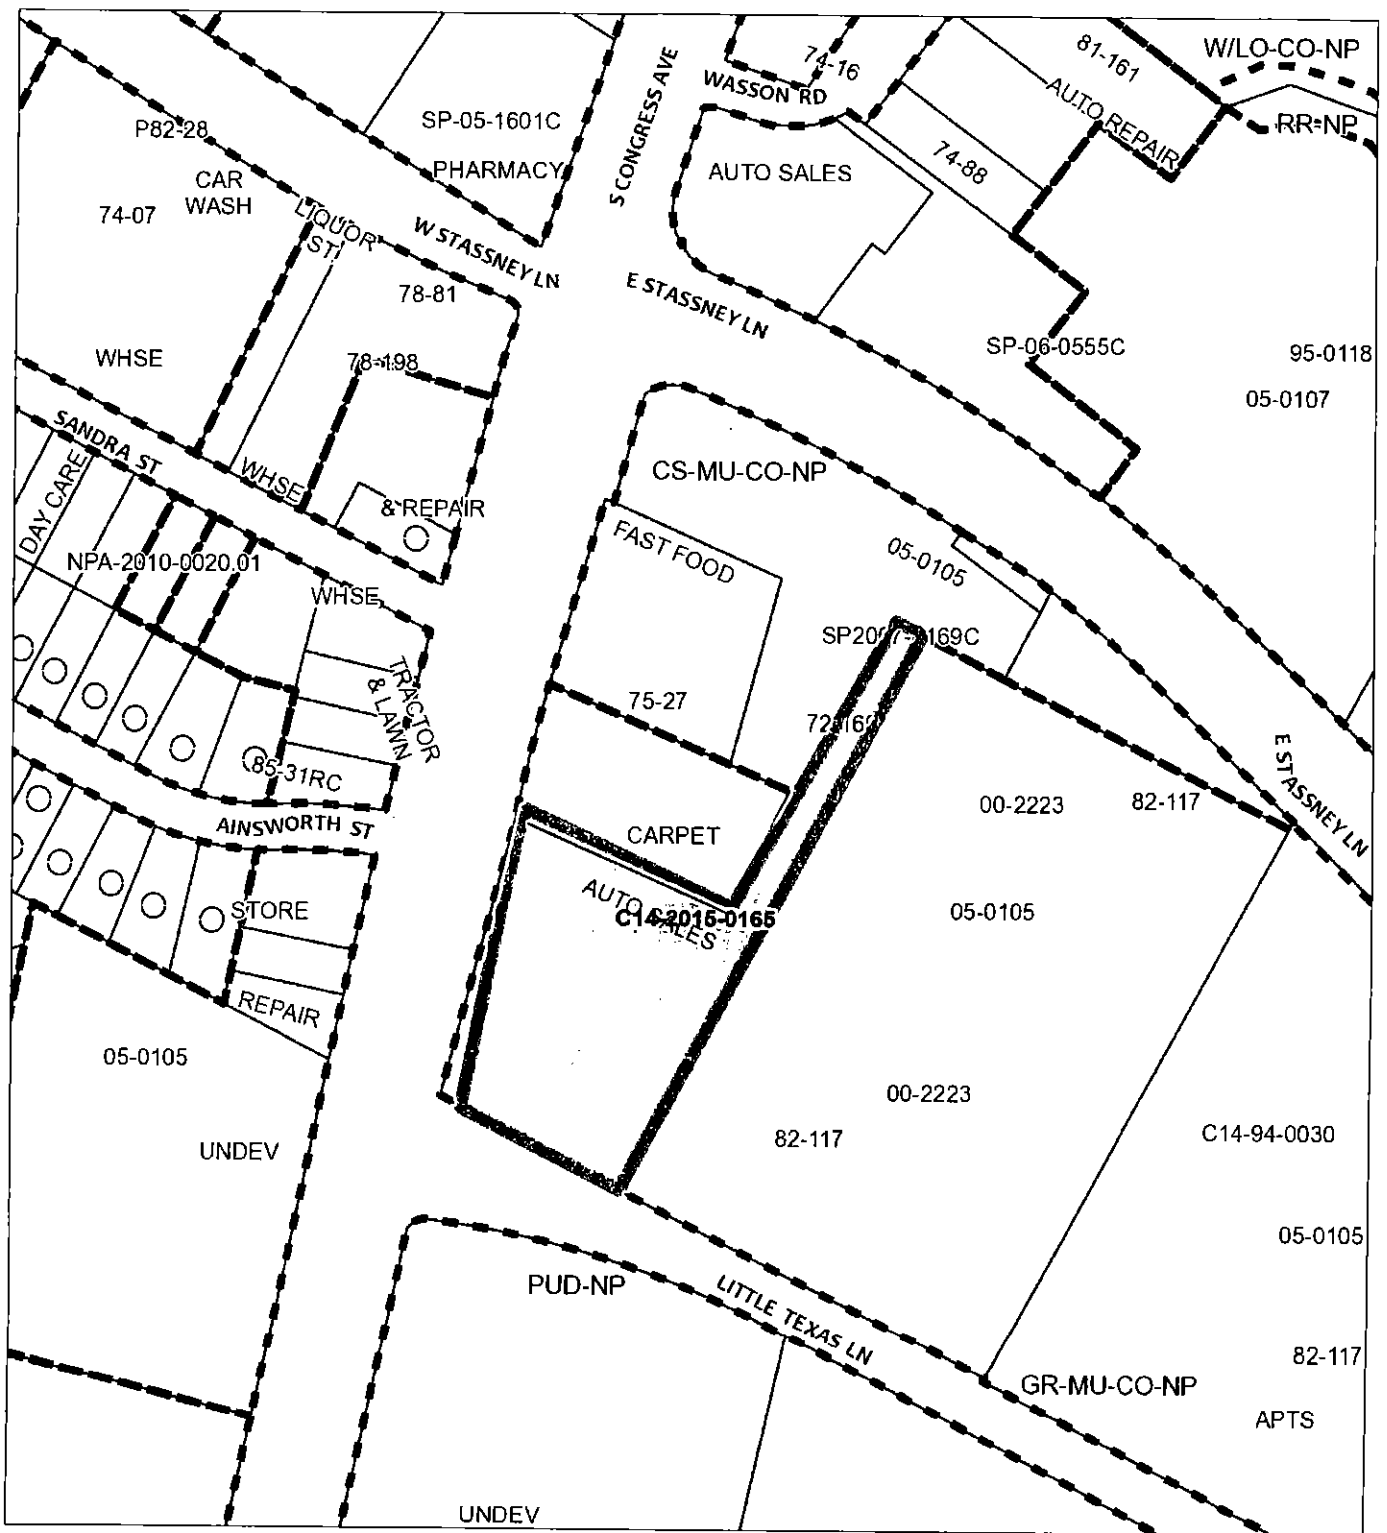 W/LO-CO-NP
81-161
74-16
WASSON RD
S CONGRESS AVE
AUTO REPAIR
RR-NP
P82-28
SP-05-1601C
PHARMACY
AUTO SALES
74-88
CAR
WASH
74-07
LIQUOR
ST
W STASSNEY LN
78-81
E STASSNEY LN
SP-06-0555C
95-0118
05-0107
WHSE
78-198
SANDRA ST
WHSE
& REPAIR
CS-MU-CO-NP
DAY CARE
FAST FOOD
05-0105
NPA-2010-0020.01
WHSE
TRACTOR
& LAWN
75-27
85-31RC
AINSWORTH ST
CARPET
00-2223
82-117
E STASSNEY LN
AUTO SALES
C14-2015-0165
STORE
05-0105
REPAIR
05-0105
UNDEV
00-2223
82-117
C14-94-0030
05-0105
PUD-NP
LITTLE TEXAS LN
82-117
GR-MU-CO-NP
APTS
UNDEV